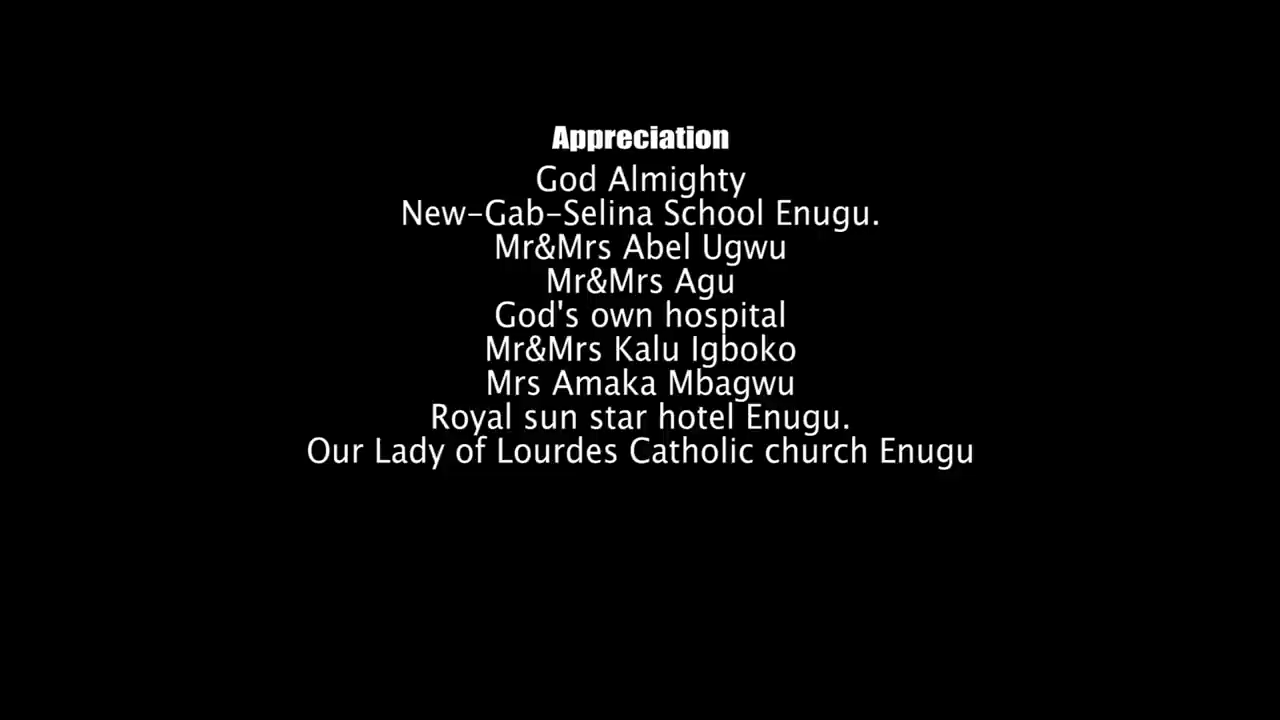 Appreciation
God Almighty
New-Gab-Selina School Enugu.
Mr&Mrs Abel Ugwu
Mr&Mrs Agu
God's own hospital
Mr&Mrs Kalu Igboko
Mrs Amaka Mbagwu
Royal sun star hotel Enugu.
Our Lady of Lourdes Catholic church Enugu